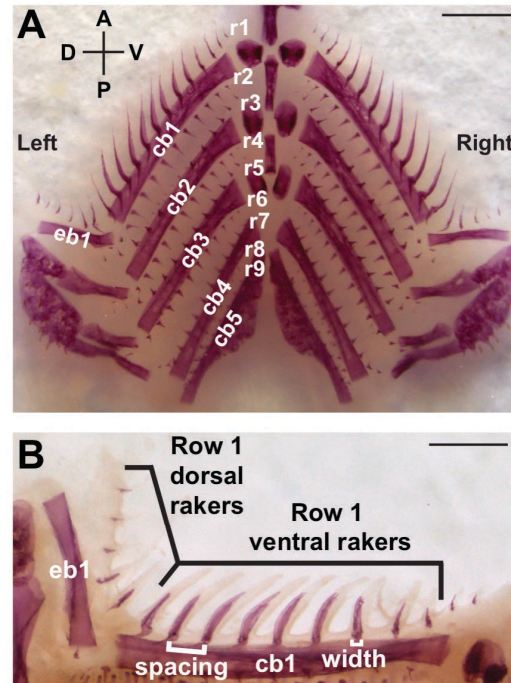 A
A
D V
P
r1
r2
r3
r4
r5
r6
r7
r8
r9
Left
Right
cb1
cb2
cb3
cb4
cb5
eb1
B
Row 1
dorsal
rakers
Row 1
ventral rakers
eb1
spacing
cb1
width